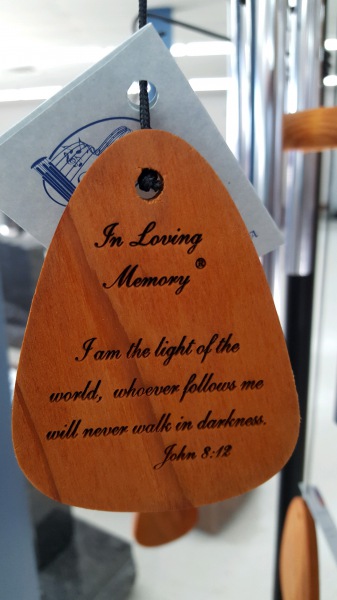 In Loving
Memory ®
I am the light of the
world, whoever follows me
will never walk in darkness.
John 8:12